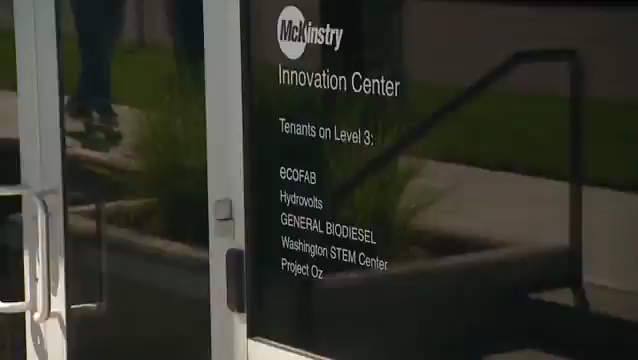 McKinstry
Innovation Center
Tenants on Level 3:
eCOFAB
Hydrovolts
GENERAL BIODIESEL
Washington STEM Center
Project Oz